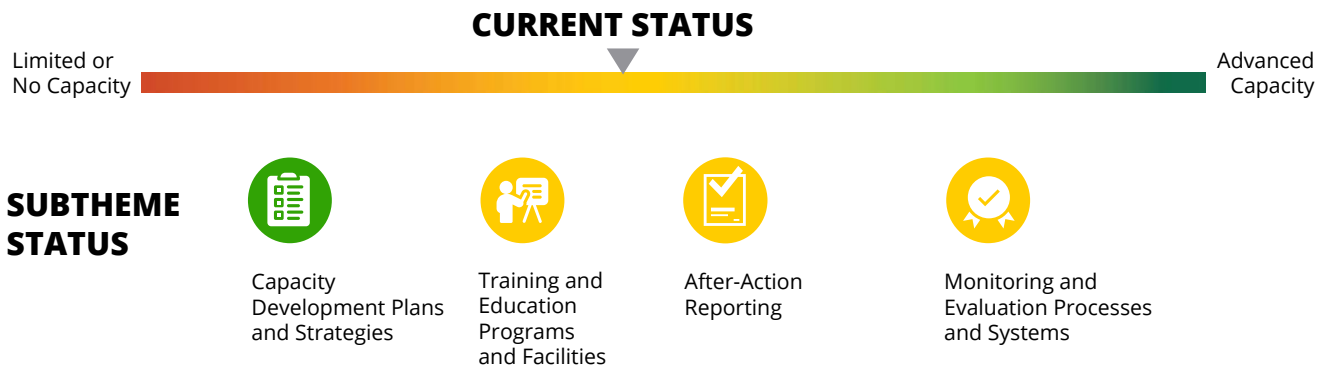 CURRENT STATUS
Limited or
No Capacity
Advanced
Capacity
SUBTHEME
STATUS
Capacity
Development Plans
and Strategies
Training and
Education
Programs
and Facilities
After-Action
Reporting
Monitoring and
Evaluation Processes
and Systems